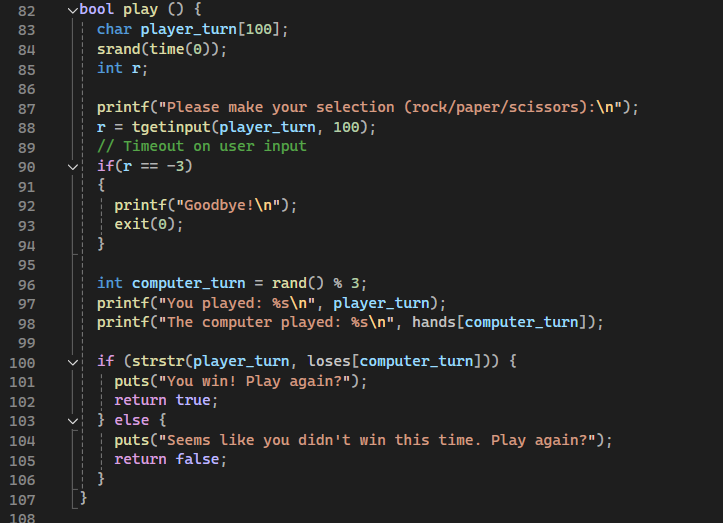 82 bool play () {
83 char player_turn[100];
84 srand(time(0));
85 int r;
86
87 printf("Please make your selection (rock/paper/scissors):\n");
88 r = tgetinput(player_turn, 100);
89 // Timeout on user input
90 if(r == -3)
91 {
92 printf("Goodbye!\n");
93 exit(0);
94 }
95
96 int computer_turn = rand() % 3;
97 printf("You played: %s\n", player_turn);
98 printf("The computer played: %s\n", hands[computer_turn]);
99
100 if (strstr(player_turn, loses[computer_turn])) {
101 puts("You win! Play again?");
102 return true;
103 } else {
104 puts("Seems like you didn't win this time. Play again?");
105 return false;
106 }
107 }
108